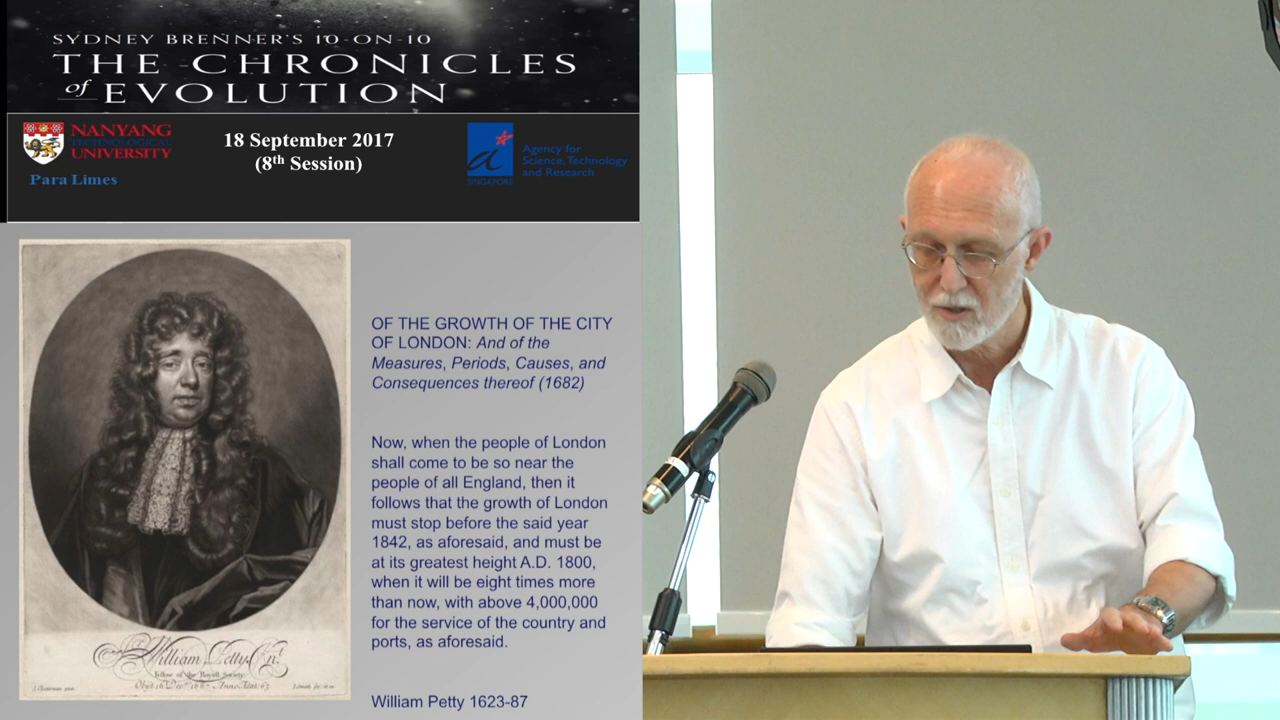 SYDNEY BRENNER'S 10-ON-10
THE CHRONICLES
of EVOLUTION
NANYANG
TECHNOLOGICAL
UNIVERSITY
Para Limes
18 September 2017
(8th Session)
SINGAPORE
Agency for
Science, Technology
and Research
OF THE GROWTH OF THE CITY
OF LONDON: And of the
Measures, Periods, Causes, and
Consequences thereof (1682)
Now, when the people of London
shall come to be so near the
people of all England, then it
follows that the growth of London
must stop before the said year
1842, as aforesaid, and must be
at its greatest height A.D. 1800,
when it will be eight times more
than now, with above 4,000,000
for the service of the country and
ports, as aforesaid.
William Petty 1623-87
William Petty
Fellow of the Royall Society